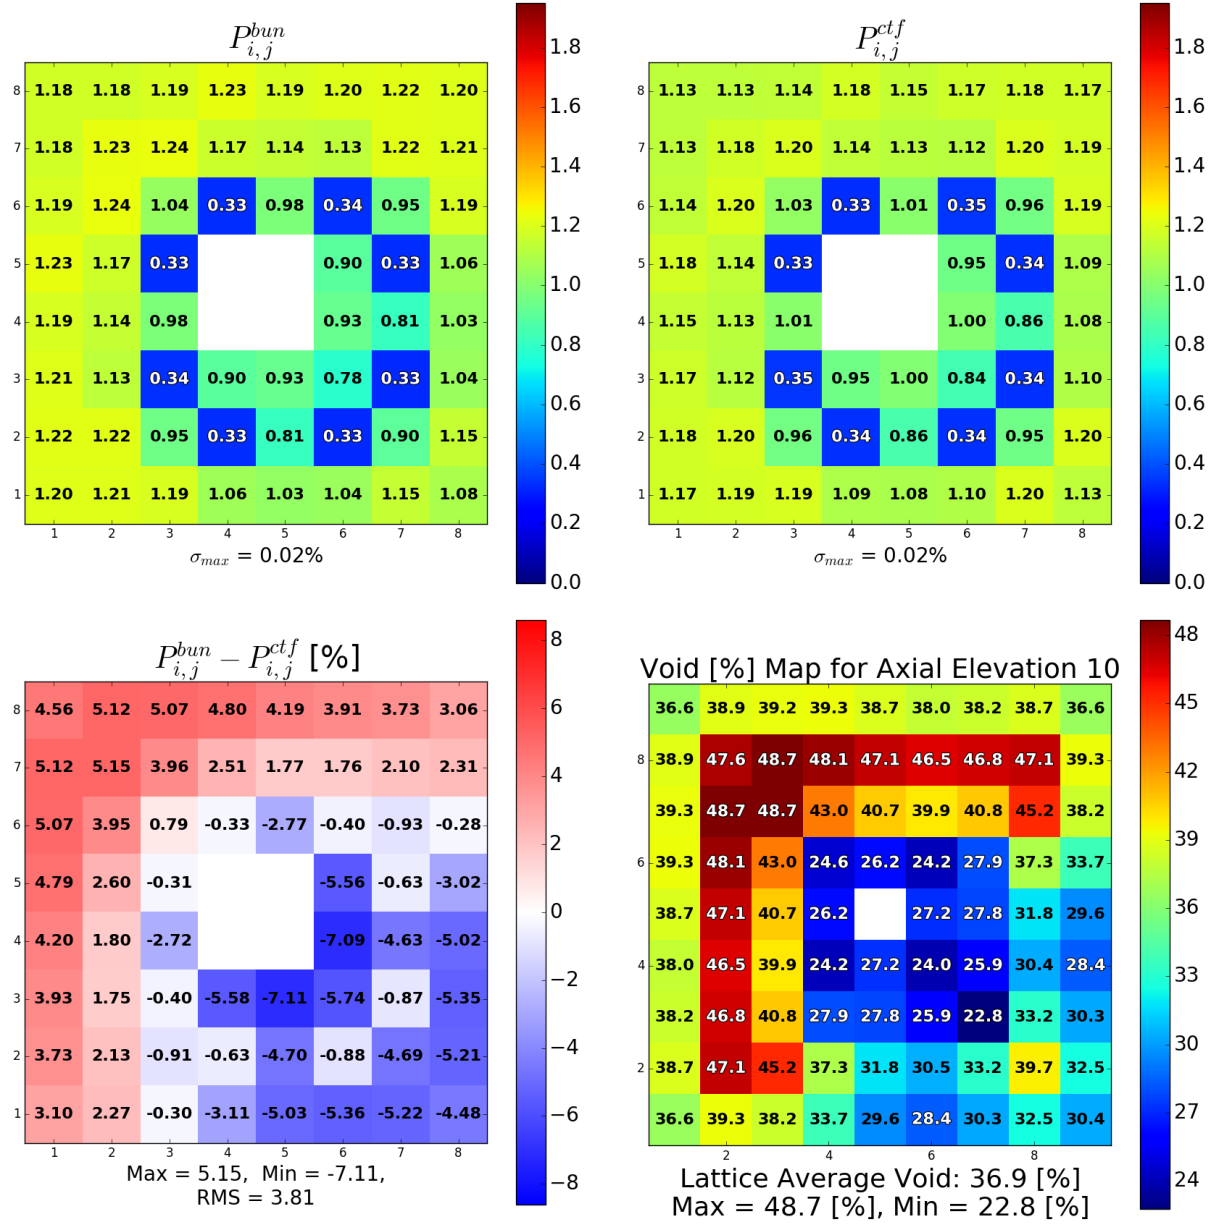 P^{bun}_{i,j}
8 1.18 1.18 1.19 1.23 1.19 1.20 1.22 1.20
7 1.18 1.23 1.24 1.17 1.14 1.13 1.22 1.21
6 1.19 1.24 1.04 0.33 0.98 0.34 0.95 1.19
5 1.23 1.17 0.33 0.90 0.33 1.06
4 1.19 1.14 0.98 0.93 0.81 1.03
3 1.21 1.13 0.34 0.90 0.93 0.78 0.33 1.04
2 1.22 1.22 0.95 0.33 0.81 0.33 0.90 1.15
1 1.20 1.21 1.19 1.06 1.03 1.04 1.15 1.08
1 2 3 4 5 6 7 8
σ_{max} = 0.02%
1.8
1.6
1.4
1.2
1.0
0.8
0.6
0.4
0.2
0.0
P^{ctf}_{i,j}
8 1.13 1.13 1.14 1.18 1.15 1.17 1.18 1.17
7 1.13 1.18 1.20 1.14 1.13 1.12 1.20 1.19
6 1.14 1.20 1.03 0.33 1.01 0.35 0.96 1.19
5 1.18 1.14 0.33 0.95 0.34 1.09
4 1.15 1.13 1.01 1.00 0.86 1.08
3 1.17 1.12 0.35 0.95 1.00 0.84 0.34 1.10
2 1.18 1.20 0.96 0.34 0.86 0.34 0.95 1.20
1 1.17 1.19 1.19 1.09 1.08 1.10 1.20 1.13
1 2 3 4 5 6 7 8
σ_{max} = 0.02%
1.8
1.6
1.4
1.2
1.0
0.8
0.6
0.4
0.2
0.0
P^{bun}_{i,j} − P^{ctf}_{i,j} [%]
8 4.56 5.12 5.07 4.80 4.19 3.91 3.73 3.06
7 5.12 5.15 3.96 2.51 1.77 1.76 2.10 2.31
6 5.07 3.95 0.79 -0.33 -2.77 -0.40 -0.93 -0.28
5 4.79 2.60 -0.31 -5.56 -0.63 -3.02
4 4.20 1.80 -2.72 -7.09 -4.63 -5.02
3 3.93 1.75 -0.40 -5.58 -7.11 -5.74 -0.87 -5.35
2 3.73 2.13 -0.91 -0.63 -4.70 -0.88 -4.69 -5.21
1 3.10 2.27 -0.30 -3.11 -5.03 -5.36 -5.22 -4.48
1 2 3 4 5 6 7 8
Max = 5.15, Min = -7.11,
RMS = 3.81
8
6
4
2
0
−2
−4
−6
−8
Void [%] Map for Axial Elevation 10
36.6 38.9 39.2 39.3 38.7 38.0 38.2 38.7 36.6
8 38.9 47.6 48.7 48.1 47.1 46.5 46.8 47.1 39.3
39.3 48.7 48.7 43.0 40.7 39.9 40.8 45.2 38.2
6 39.3 48.1 43.0 24.6 26.2 24.2 27.9 37.3 33.7
38.7 47.1 40.7 26.2 27.2 27.8 31.8 29.6
4 38.0 46.5 39.9 24.2 27.2 24.0 25.9 30.4 28.4
38.2 46.8 40.8 27.9 27.8 25.9 22.8 33.2 30.3
2 38.7 47.1 45.2 37.3 31.8 30.5 33.2 39.7 32.5
36.6 39.3 38.2 33.7 29.6 28.4 30.3 32.5 30.4
2 4 6 8
Lattice Average Void: 36.9 [%]
Max = 48.7 [%], Min = 22.8 [%]
48
45
42
39
36
33
30
27
24